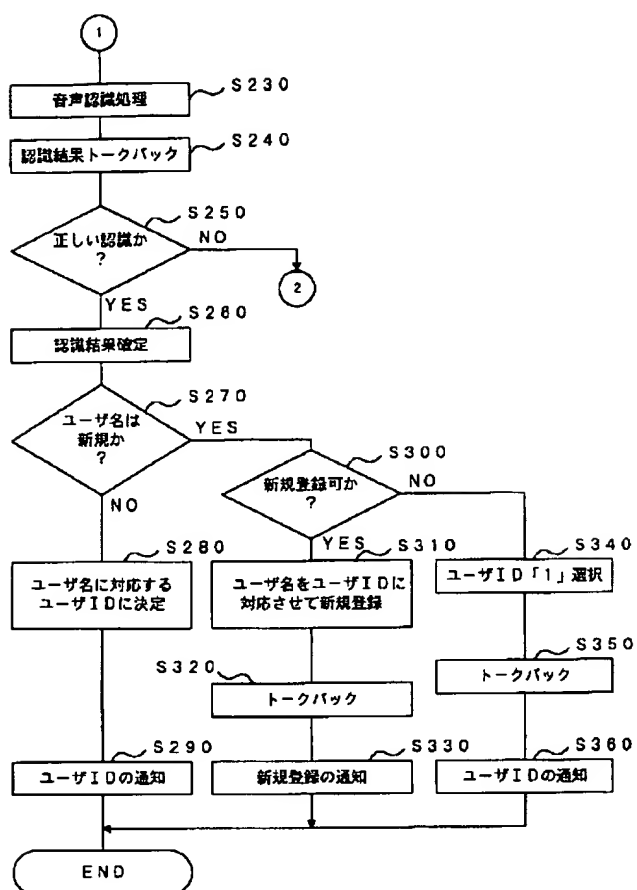 1
音声認識処理
S230
認識結果トークバック
S240
正しい認識か
?
S250
NO
2
YES
認識結果確定
S260
ユーザ名は
新規か
?
S270
YES
NO
新規登録可か
?
S300
NO
YES
ユーザ名に対応する
ユーザIDに決定
S280
ユーザ名をユーザIDに
対応させて新規登録
S310
ユーザID「1」選択
S340
S320
トークバック
トークバック
S350
ユーザIDの通知
S290
新規登録の通知
S330
ユーザIDの通知
S360
END